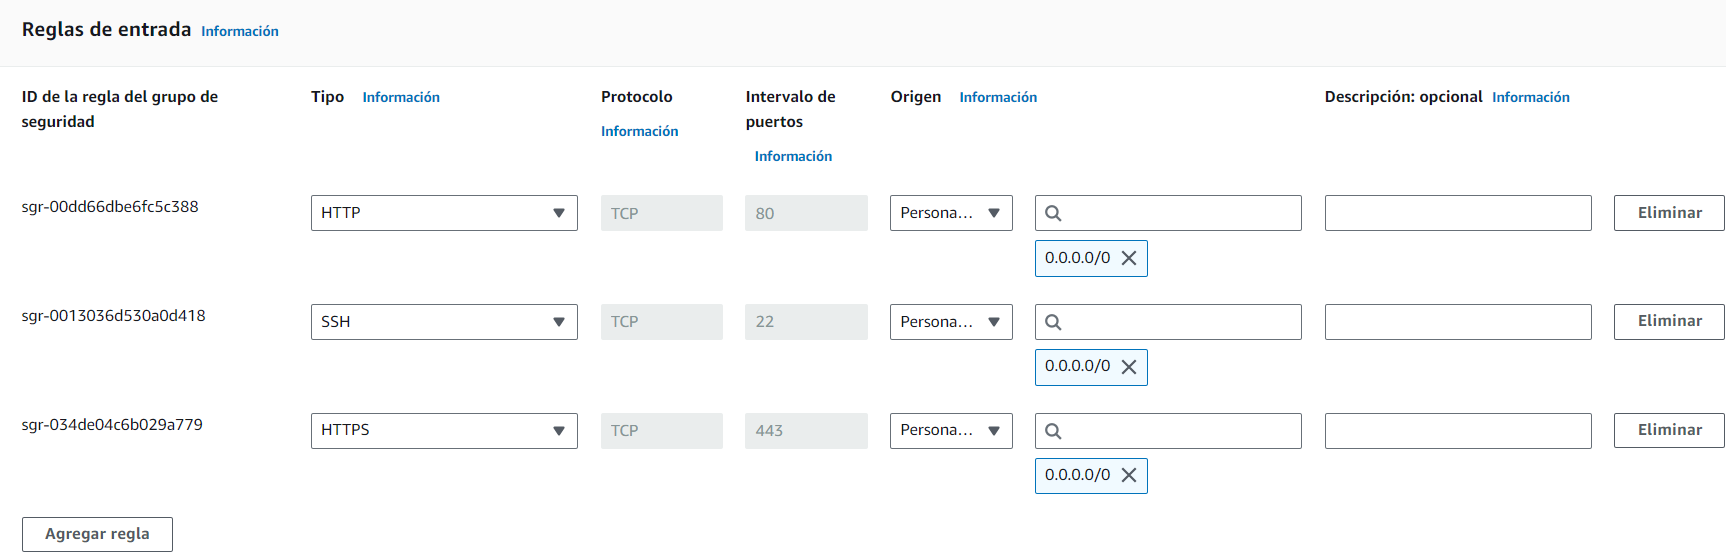 Reglas de entrada Información
ID de la regla del grupo de seguridad
Tipo Información
Protocolo Información
Intervalo de puertos Información
Origen Información
Descripción: opcional Información
sgr-00dd66dbe6fc5c388 HTTP TCP 80 Persona... Eliminar
0.0.0.0/0
sgr-0013036d530a0d418 SSH TCP 22 Persona... Eliminar
0.0.0.0/0
sgr-034de04c6b029a779 HTTPS TCP 443 Persona... Eliminar
0.0.0.0/0
Agregar regla